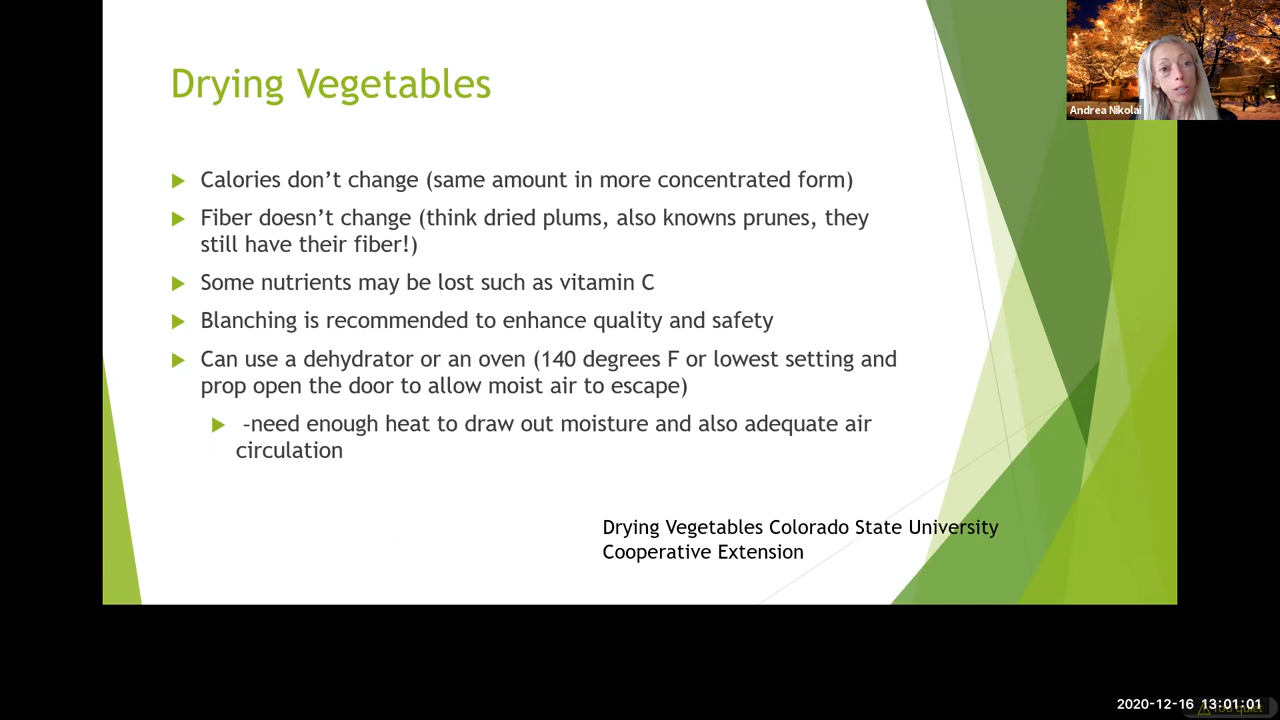 Drying Vegetables
Calories don't change (same amount in more concentrated form)
Fiber doesn't change (think dried plums, also knowns prunes, they
still have their fiber!)
Some nutrients may be lost such as vitamin C
Blanching is recommended to enhance quality and safety
Can use a dehydrator or an oven (140 degrees F or lowest setting and
prop open the door to allow moist air to escape)
-need enough heat to draw out moisture and also adequate air
circulation
Drying Vegetables Colorado State University
Cooperative Extension
Andrea Nikolai
2020-12-16 13:01:01